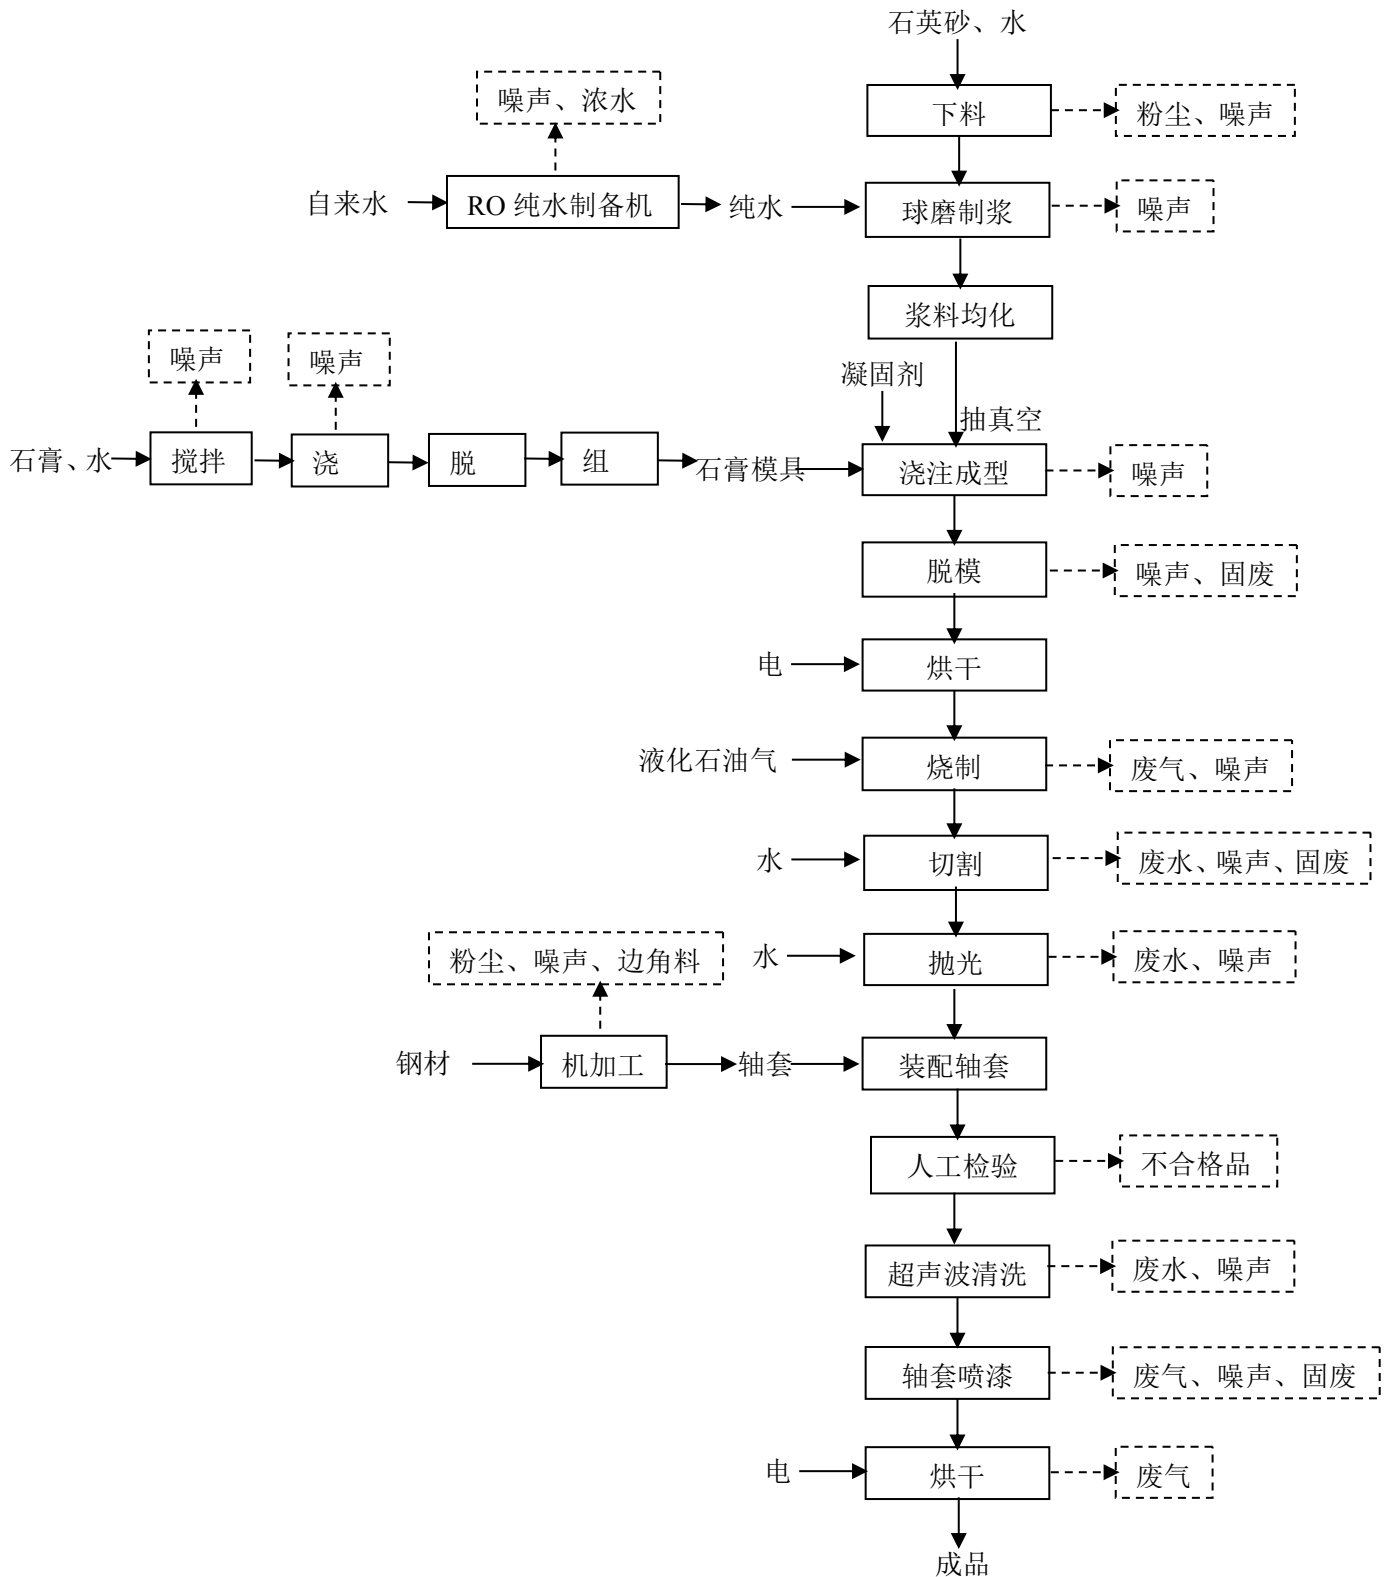 石英砂、水
噪声、浓水
下料
粉尘、噪声
自来水
RO 纯水制备机
纯水
球磨制浆
噪声
浆料均化
噪声
噪声
凝固剂
抽真空
石膏、水
搅拌
浇
脱
组
石膏模具
浇注成型
噪声
脱模
噪声、固废
电
烘干
液化石油气
烧制
废气、噪声
水
切割
废水、噪声、固废
粉尘、噪声、边角料
水
抛光
废水、噪声
钢材
机加工
轴套
装配轴套
人工检验
不合格品
超声波清洗
废水、噪声
轴套喷漆
废气、噪声、固废
电
烘干
废气
成品